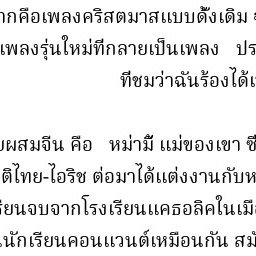 ากคือเพลงคริสตมาสแบบดั้งเดิม
เพลงรุ่นใหม่ที่กลายเป็นเพลง ปร
ที่ชมว่าฉันร้องได้เ
ยผสมจีน คือ หม่ามี้ แม่ของเขา ซึ
ติไทย-ไอริช ต่อมาได้แต่งงานกับห
รียนจบจากโรงเรียนแคธอลิคในเมือ
นนักเรียนคอนแวนต์เหมือนกัน สมั